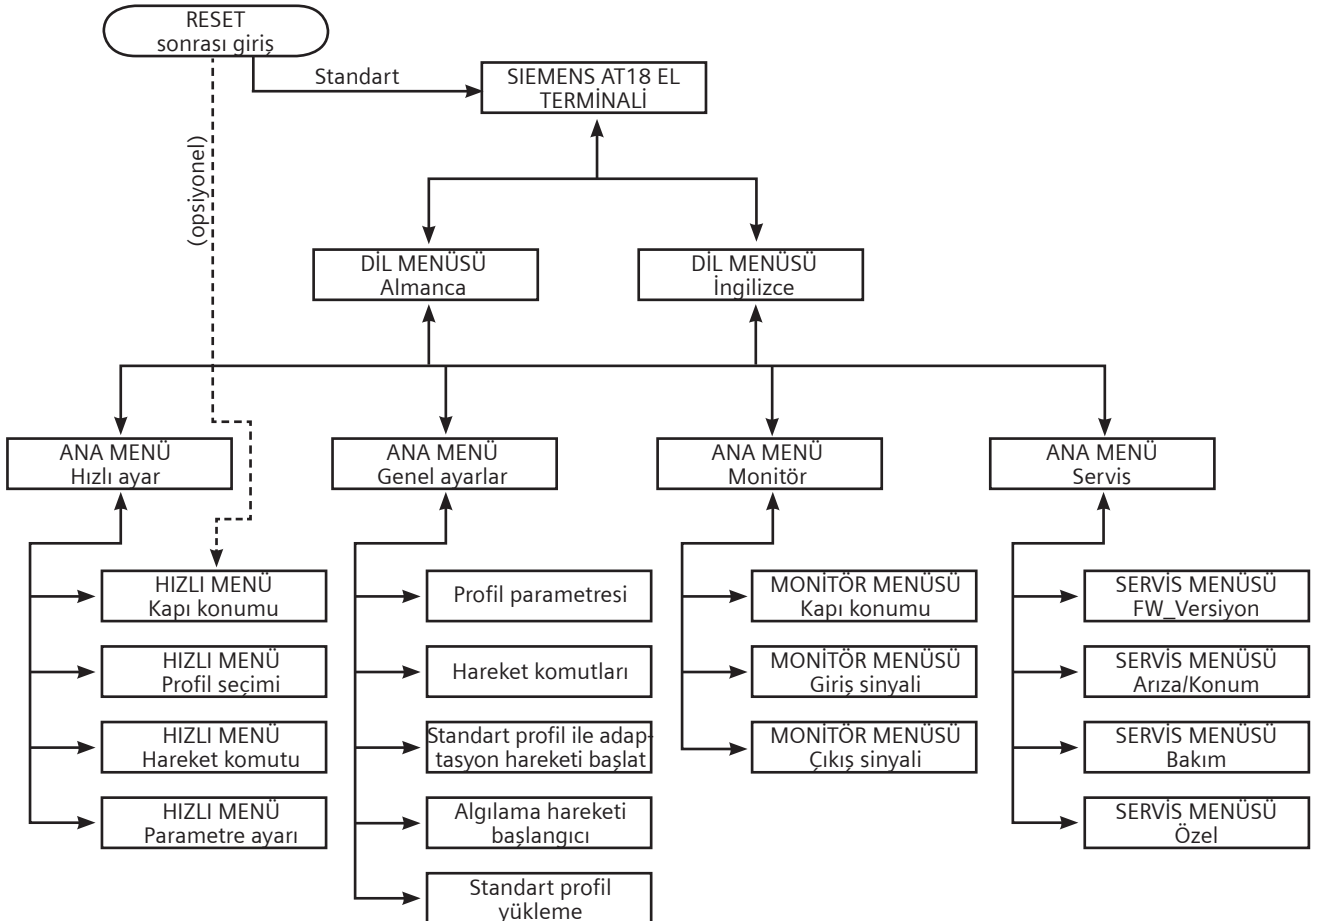 RESET
sonrası giriş
Standart
SIEMENS AT18 EL
TERMİNALİ
(opsiyonel)
DİL MENÜSÜ
Almanca
DİL MENÜSÜ
İngilizce
ANA MENÜ
Hızlı ayar
ANA MENÜ
Genel ayarlar
ANA MENÜ
Monitör
ANA MENÜ
Servis
HIZLI MENÜ
Kapı konumu
HIZLI MENÜ
Profil seçimi
HIZLI MENÜ
Hareket komutu
HIZLI MENÜ
Parametre ayarı
Profil parametresi
Hareket komutları
Standart profil ile adap-
tasyon hareketi başlat
Algılama hareketi
başlangıcı
Standart profil
yükleme
MONİTÖR MENÜSÜ
Kapı konumu
MONİTÖR MENÜSÜ
Giriş sinyali
MONİTÖR MENÜSÜ
Çıkış sinyali
SERVİS MENÜSÜ
FW_Versiyon
SERVİS MENÜSÜ
Arıza/Konum
SERVİS MENÜSÜ
Bakım
SERVİS MENÜSÜ
Özel